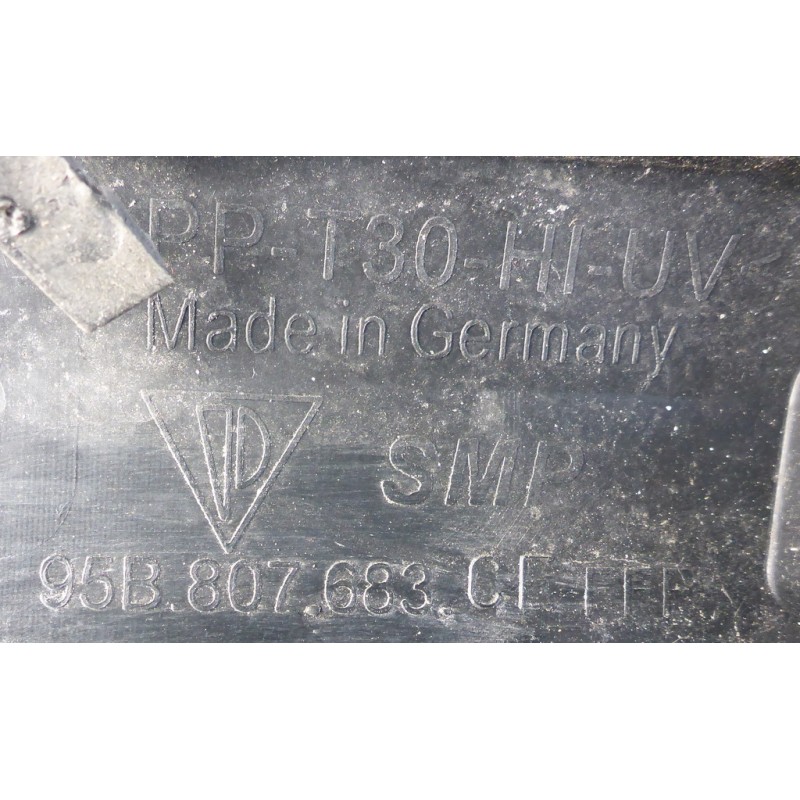 PP-T30-HI-UV
Made in Germany
SMP
95B.807.683.